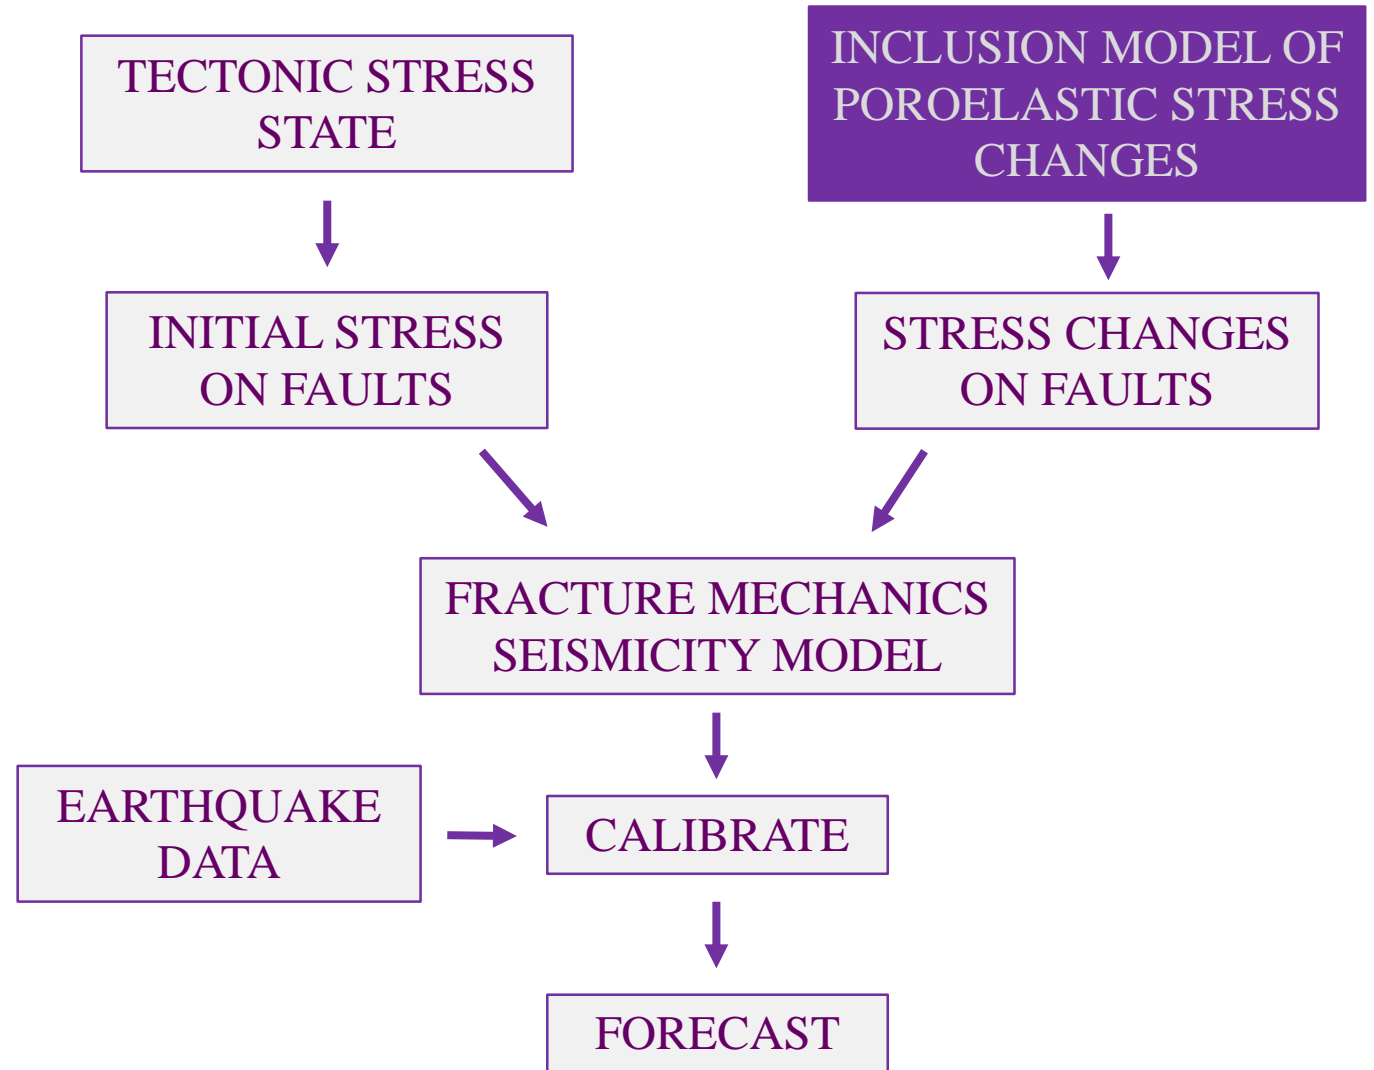 TECTONIC STRESS
STATE
INCLUSION MODEL OF
POROELASTIC STRESS
CHANGES
INITIAL STRESS
ON FAULTS
STRESS CHANGES
ON FAULTS
FRACTURE MECHANICS
SEISMICITY MODEL
EARTHQUAKE
DATA
CALIBRATE
FORECAST